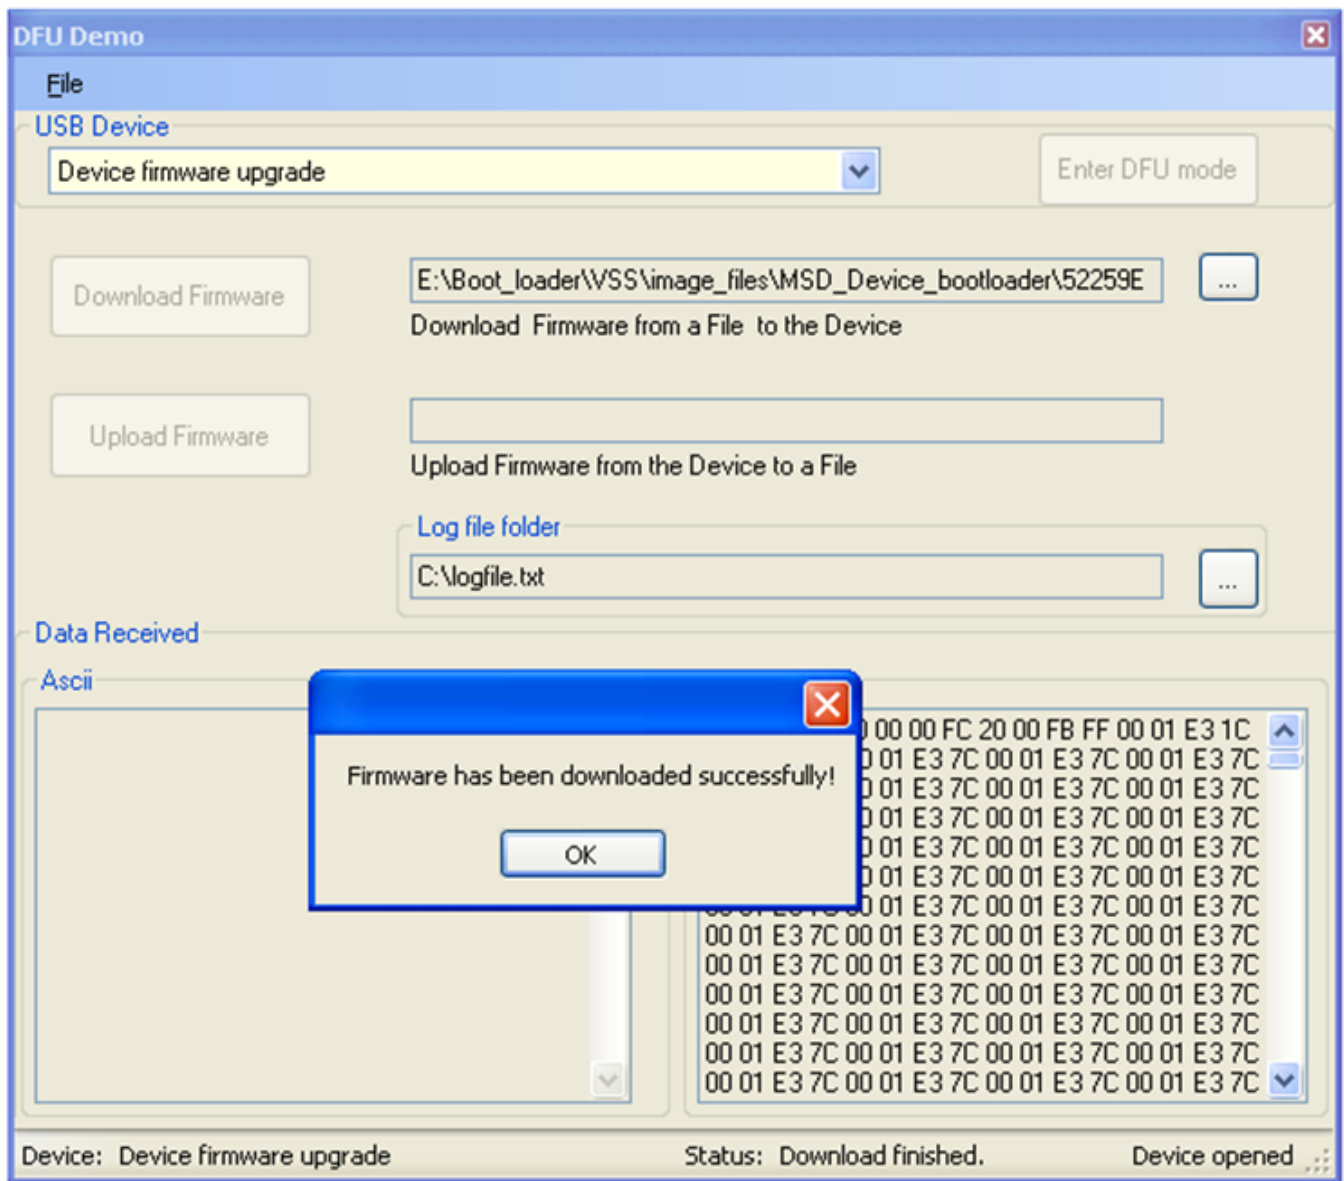 DFU Demo
File
USB Device
Device firmware upgrade
Enter DFU mode
Download Firmware
E:\Boot_loader\VSS\image_files\MSD_Device_bootloader\52259E
...
Download  Firmware from a File  to the Device
Upload Firmware
Upload Firmware from the Device to a File
Log file folder
C:\logfile.txt
...
Data Received
Ascii
Firmware has been downloaded successfully!
OK
00 00 FC 20 00 FB FF 00 01 E3 1C
00 01 E3 7C 00 01 E3 7C 00 01 E3 7C
00 01 E3 7C 00 01 E3 7C 00 01 E3 7C
00 01 E3 7C 00 01 E3 7C 00 01 E3 7C
00 01 E3 7C 00 01 E3 7C 00 01 E3 7C
00 01 E3 7C 00 01 E3 7C 00 01 E3 7C
00 01 E3 7C 00 01 E3 7C 00 01 E3 7C 00 01 E3 7C
00 01 E3 7C 00 01 E3 7C 00 01 E3 7C 00 01 E3 7C
00 01 E3 7C 00 01 E3 7C 00 01 E3 7C 00 01 E3 7C
00 01 E3 7C 00 01 E3 7C 00 01 E3 7C 00 01 E3 7C
00 01 E3 7C 00 01 E3 7C 00 01 E3 7C 00 01 E3 7C
00 01 E3 7C 00 01 E3 7C 00 01 E3 7C 00 01 E3 7C
00 01 E3 7C 00 01 E3 7C 00 01 E3 7C 00 01 E3 7C
Device:  Device firmware upgrade
Status:  Download finished.
Device opened